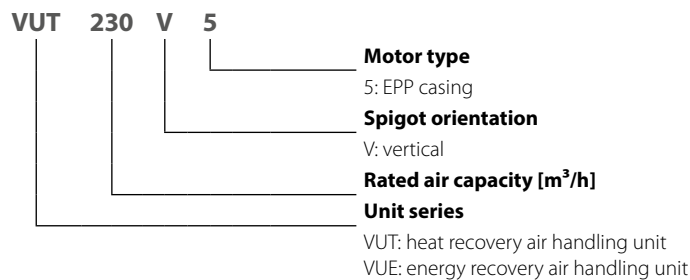 VUT 230 V 5
Motor type
5: EPP casing
Spigot orientation
V: vertical
Rated air capacity [m³/h]
Unit series
VUT: heat recovery air handling unit
VUE: energy recovery air handling unit